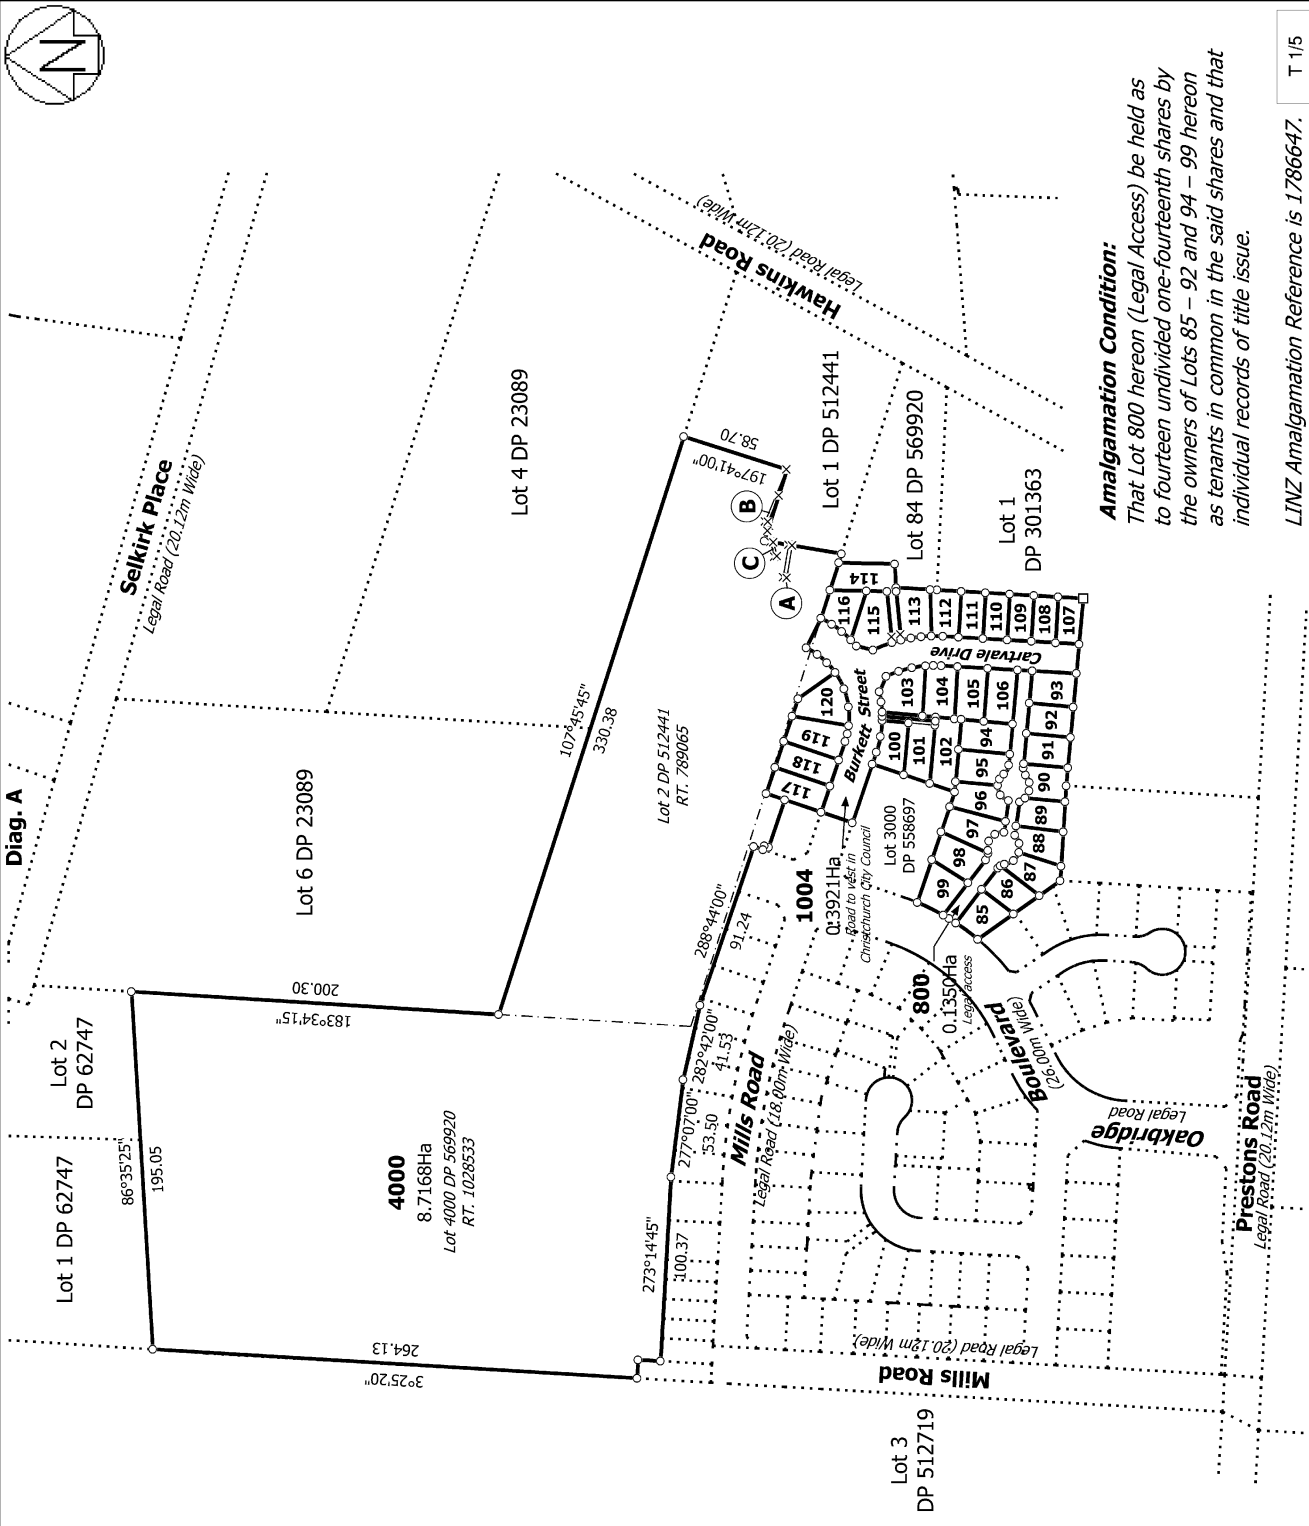 N
Diag. A
Selkirk Place
Legal Road (20.12m Wide)
Lot 4 DP 23089
Lot 6 DP 23089
Lot 2
DP 62747
Lot 1 DP 62747
86°35'25"
195.05
200.30
183°34'15"
3°25'20"
264.13
4000
8.7168Ha
Lot 4000 DP 569920
RT. 1028533
107°45'45"
330.38
Lot 2 DP 512441
RT. 789065
58.70
197°41'00"
B
C
A
Hawkins Road
Legal Road (20.12m Wide)
Lot 1 DP 512441
Lot 84 DP 569920
Lot 1
DP 301363
273°14'45"
100.37
277°07'00"
53.50
282°42'00"
41.53
288°44'00"
91.24
Mills Road
Legal Road (18.00m Wide)
1004
0.3921Ha
Road to vest in
Christchurch City Council
Lot 3000
DP 558697
Burkett Street
Cartvale Drive
117
118
119
120
116
115
114
113
112
111
110
109
108
107
103
104
105
106
100
101
102
94
95
96
97
98
99
93
92
91
90
89
88
87
86
85
800
0.1350Ha
Legal access
Oakbridge
Legal Road
Boulevard
(26.00m Wide)
Mills Road
Legal Road (20.12m Wide)
Prestons Road
Legal Road (20.12m Wide)
Lot 3
DP 512719
Amalgamation Condition:
That Lot 800 hereon (Legal Access) be held as
to fourteen undivided one-fourteenth shares by
the owners of Lots 85 – 92 and 94 – 99 hereon
as tenants in common in the said shares and that
individual records of title issue.
LINZ Amalgamation Reference is 1786647.
T 1/5